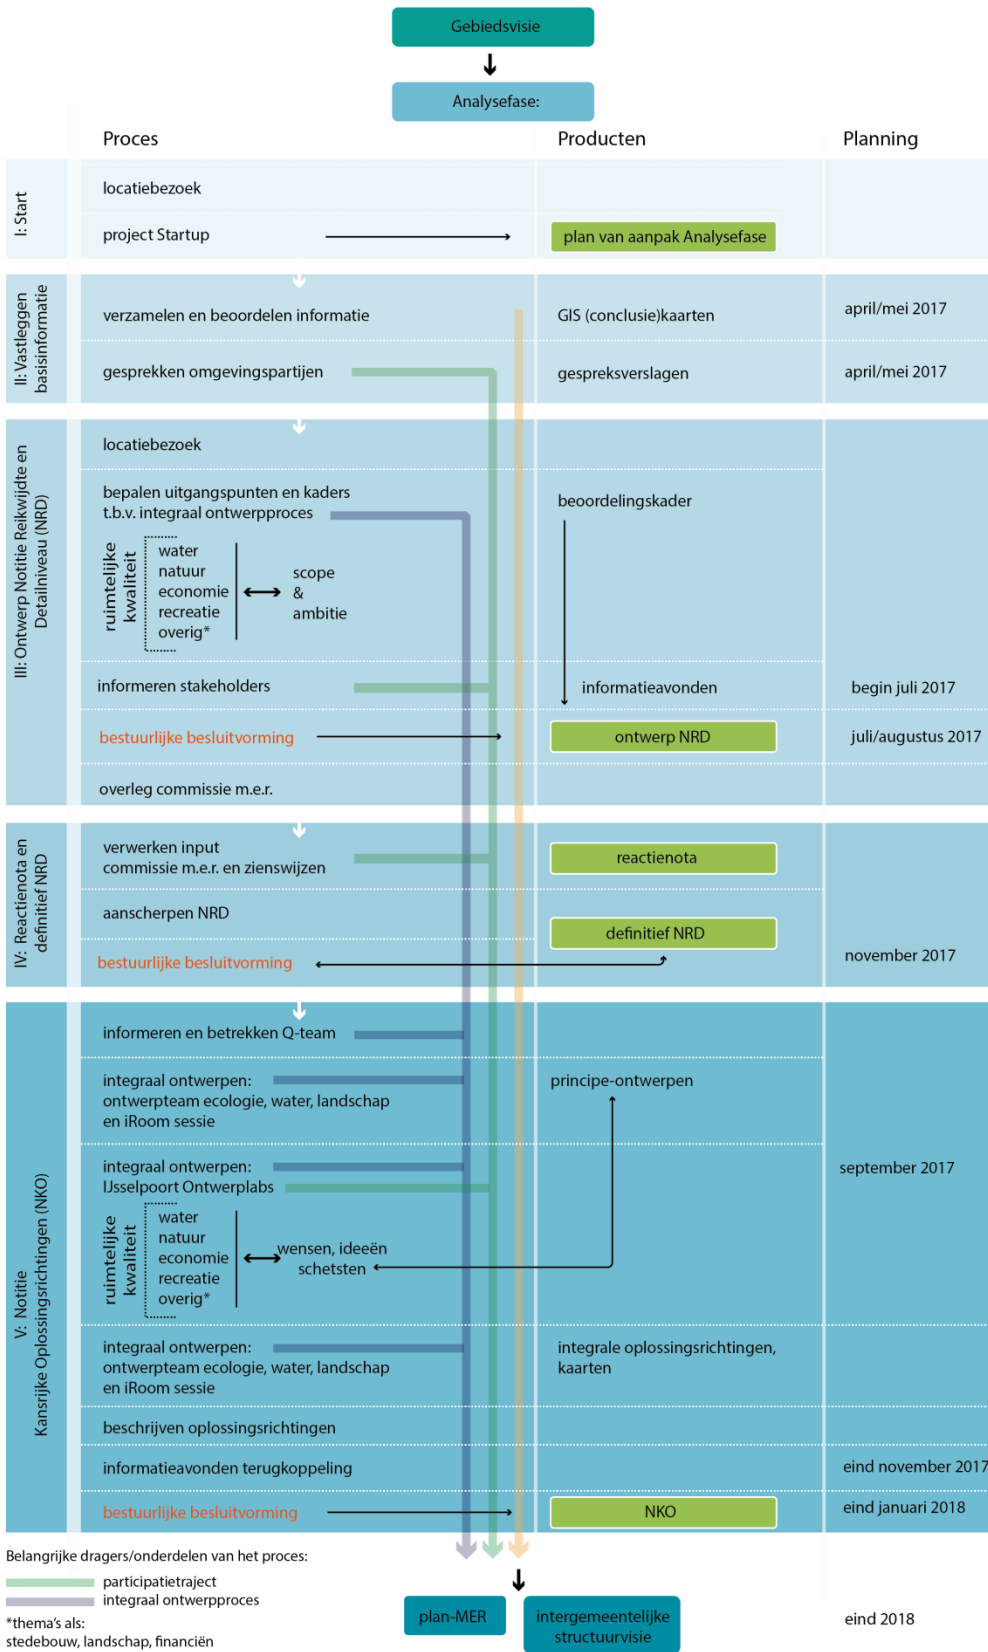 Gebiedsvisie
Analysefase:
Proces
Producten
Planning
I: Start
locatiebezoek
project Startup
plan van aanpak Analysefase
II: Vastleggen
basisinformatie
verzamelen en beoordelen informatie
GIS (conclusie)kaarten
april/mei 2017
gesprekken omgevingspartijen
gespreksverslagen
april/mei 2017
III: Ontwerp Notitie Reikwijdte en
Detailniveau (NRD)
locatiebezoek
bepalen uitgangspunten en kaders
t.b.v. integraal ontwerpproces
beoordelingskader
ruimtelijke
kwaliteit
water
natuur
economie
recreatie
overig*
scope
&
ambitie
informeren stakeholders
informatieavonden
begin juli 2017
bestuurlijke besluitvorming
ontwerp NRD
juli/augustus 2017
overleg commissie m.e.r.
IV: Reactienota en
definitief NRD
verwerken input
commissie m.e.r. en zienswijzen
reactienota
aanscherpen NRD
definitief NRD
bestuurlijke besluitvorming
november 2017
V: Notitie
Kansrijke Oplossingsrichtingen (NKO)
informeren en betrekken Q-team
integraal ontwerpen:
ontwerpteam ecologie, water, landschap
en iRoom sessie
principe-ontwerpen
integraal ontwerpen:
IJsselpoort Ontwerplabs
september 2017
ruimtelijke
kwaliteit
water
natuur
economie
recreatie
overig*
wensen, ideeën
schetsten
integraal ontwerpen:
ontwerpteam ecologie, water, landschap
en iRoom sessie
integrale oplossingsrichtingen,
kaarten
beschrijven oplossingsrichtingen
informatieavonden terugkoppeling
eind november 2017
bestuurlijke besluitvorming
NKO
eind januari 2018
Belangrijke dragers/onderdelen van het proces:
participatietraject
integraal ontwerpproces
*thema's als:
stedebouw, landschap, financiën
plan-MER
intergemeentelijke
structuurvisie
eind 2018